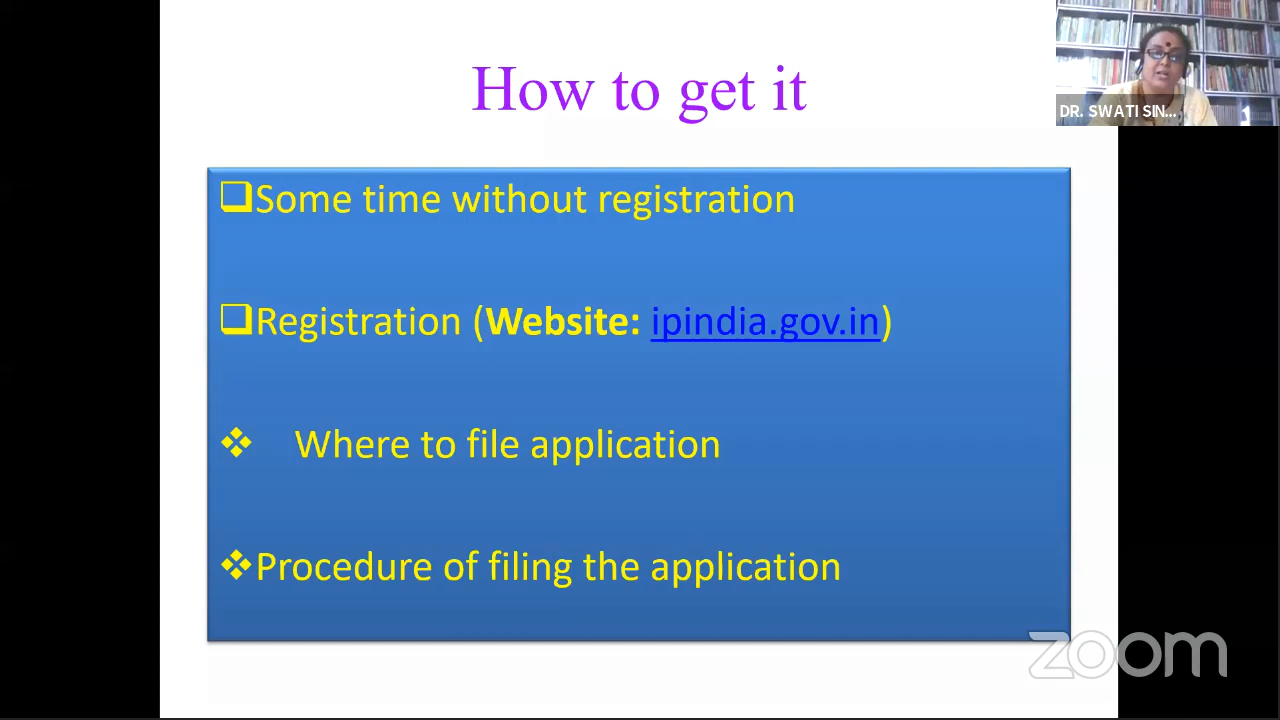 How to get it
DR. SWATI SIN...
Some time without registration
Registration (Website: ipindia.gov.in)
Where to file application
Procedure of filing the application
zoom